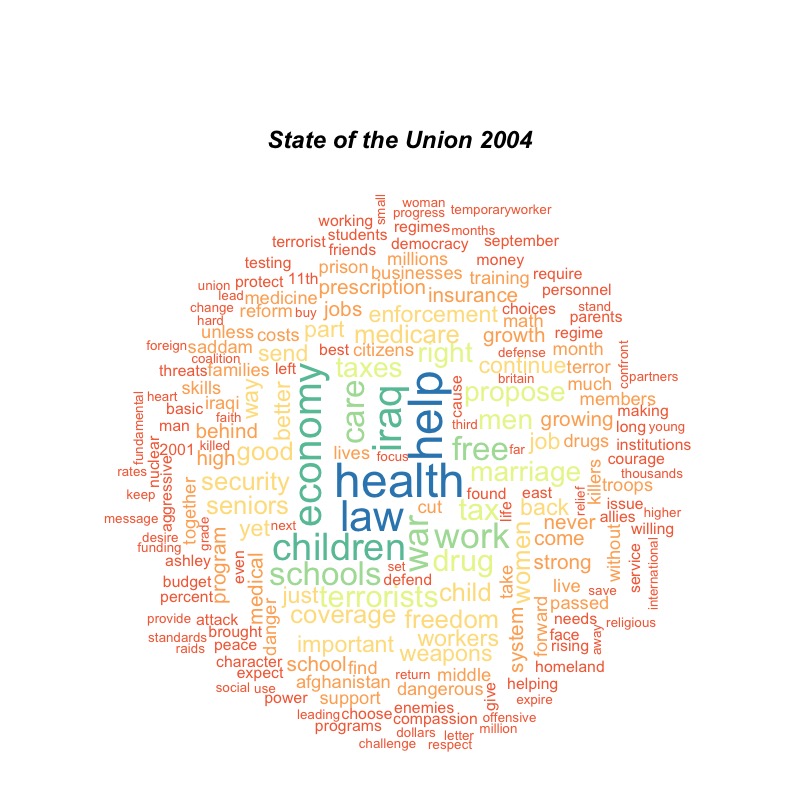 State of the Union 2004
small
woman
progress
temporaryworker
working
regimes
months
students
terrorist
friends
democracy
september
testing
prison
millions
businesses
money
union
protect
11th
prescription
training
require
lead
medicine
insurance
personnel
change
reform
buy
jobs
enforcement
choices
stand
hard
math
parents
unless
costs
part
medicare
growth
regime
foreign
saddam
send
best
citizens
right
defense
month
confront
coalition
threats
families
left
taxes
continue
terror
britain
copartners
skills
way
better
economy
care
iraq
help
cause
propose
much
members
fundamental
heart
basic
iraqi
faith
men
growing
making
man
behind
third
long
young
2001
killed
high
good
lives
focus
free
far
job
drugs
institutions
nuclear
aggressive
rates
security
health
marriage
killers
courage
thousands
troops
keep
together
seniors
law
cut
found
east
relief
issue
message
grade
yet
next
war
tax
life
back
never
allies
higher
desire
funding
children
work
women
come
without
willing
ashley
program
even
medical
schools
set
defend
drug
take
strong
service
international
budget
percent
just
terrorists
child
live
save
passed
provide
attack
danger
coverage
freedom
system
forward
needs
religious
standards
raids
brought
peace
important
workers
weapons
face
rising
away
character
school
find
homeland
expect
afghanistan
return
middle
social
use
power
support
dangerous
give
helping
expire
leading
choose
enemies
compassion
offensive
programs
dollars
letter
million
challenge
respect